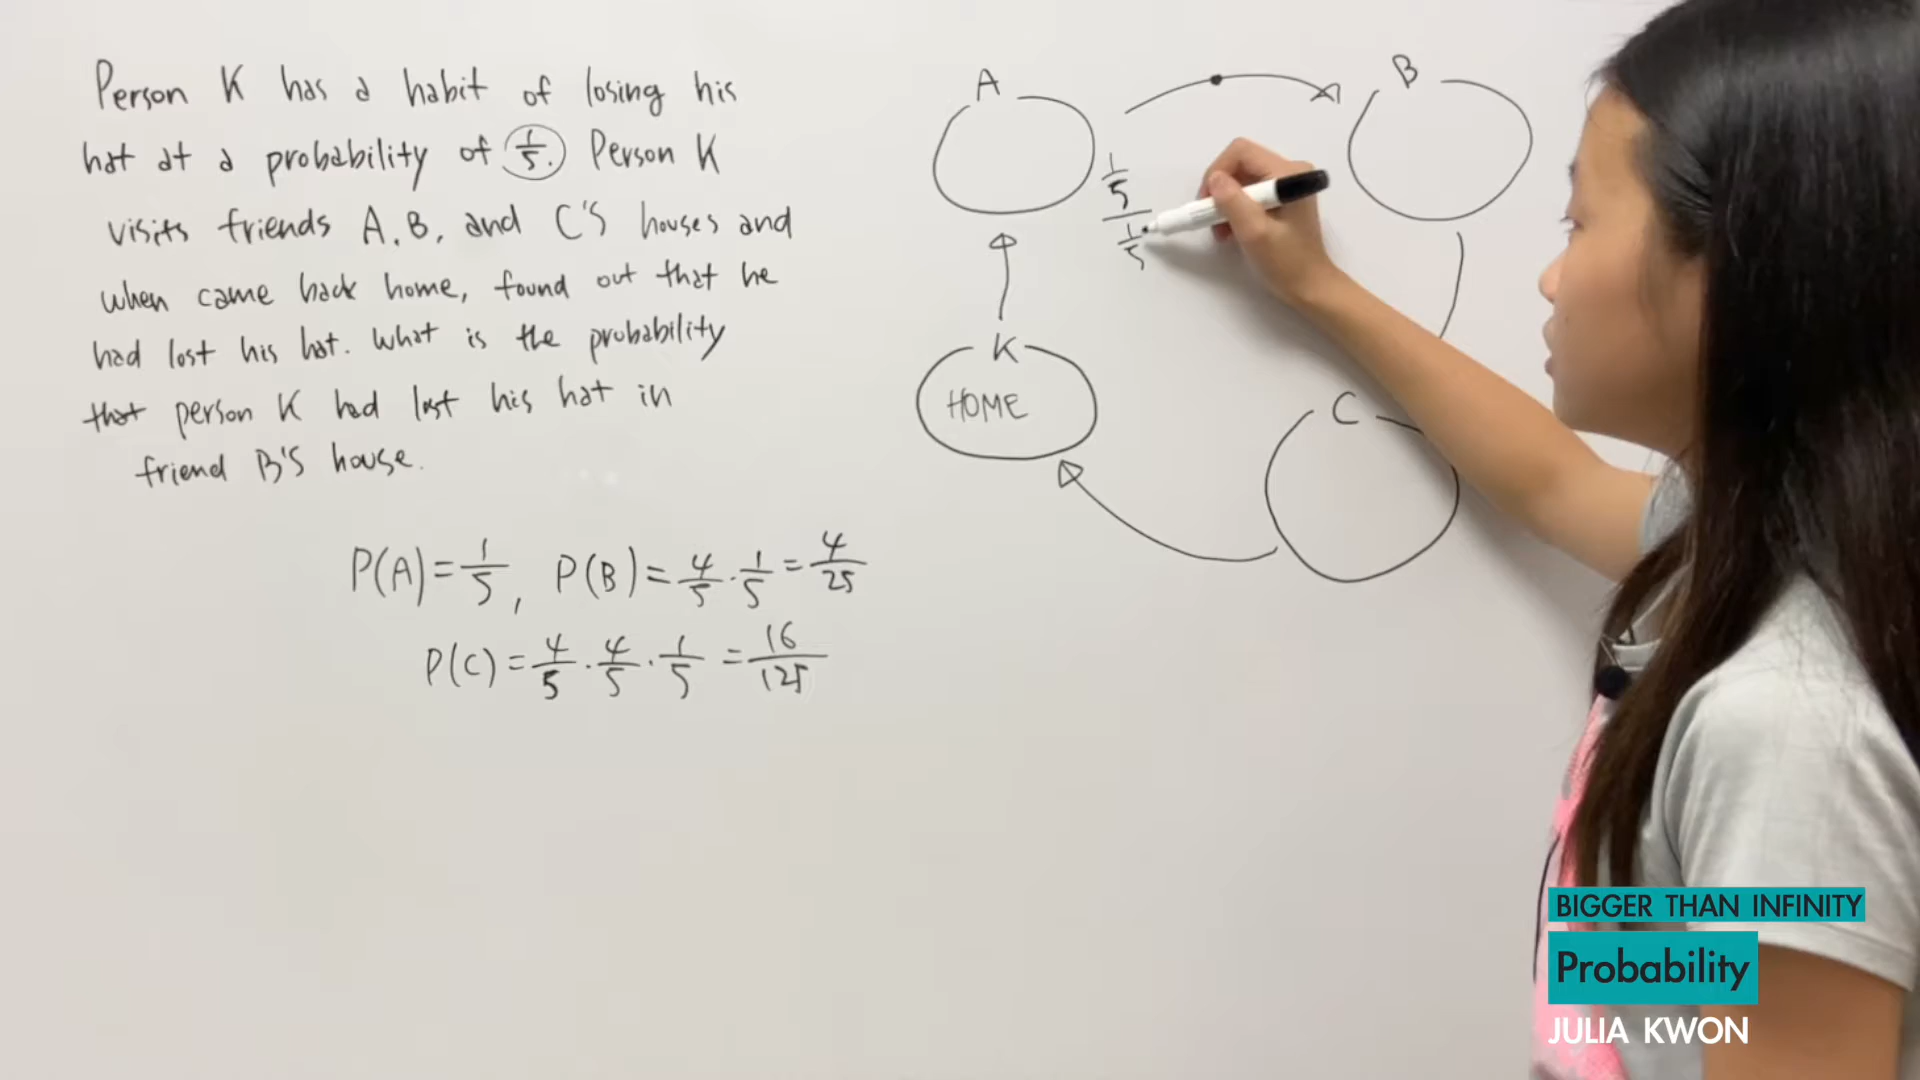 Person K has a habit of losing his
hat at a probability of 1/5. Person K
visits friends A, B, and C'S houses and
when came back home, found out that he
had lost his hat. What is the probability
that person K had lost his hat in
friend B'S house.
P(A) = 1/5, P(B) = 4/5 · 1/5 = 4/25
P(C) = 4/5 · 4/5 · 1/5 = 16/125
A
B
1/5
1/5
K
HOME
C
BIGGER THAN INFINITY
Probability
JULIA KWON